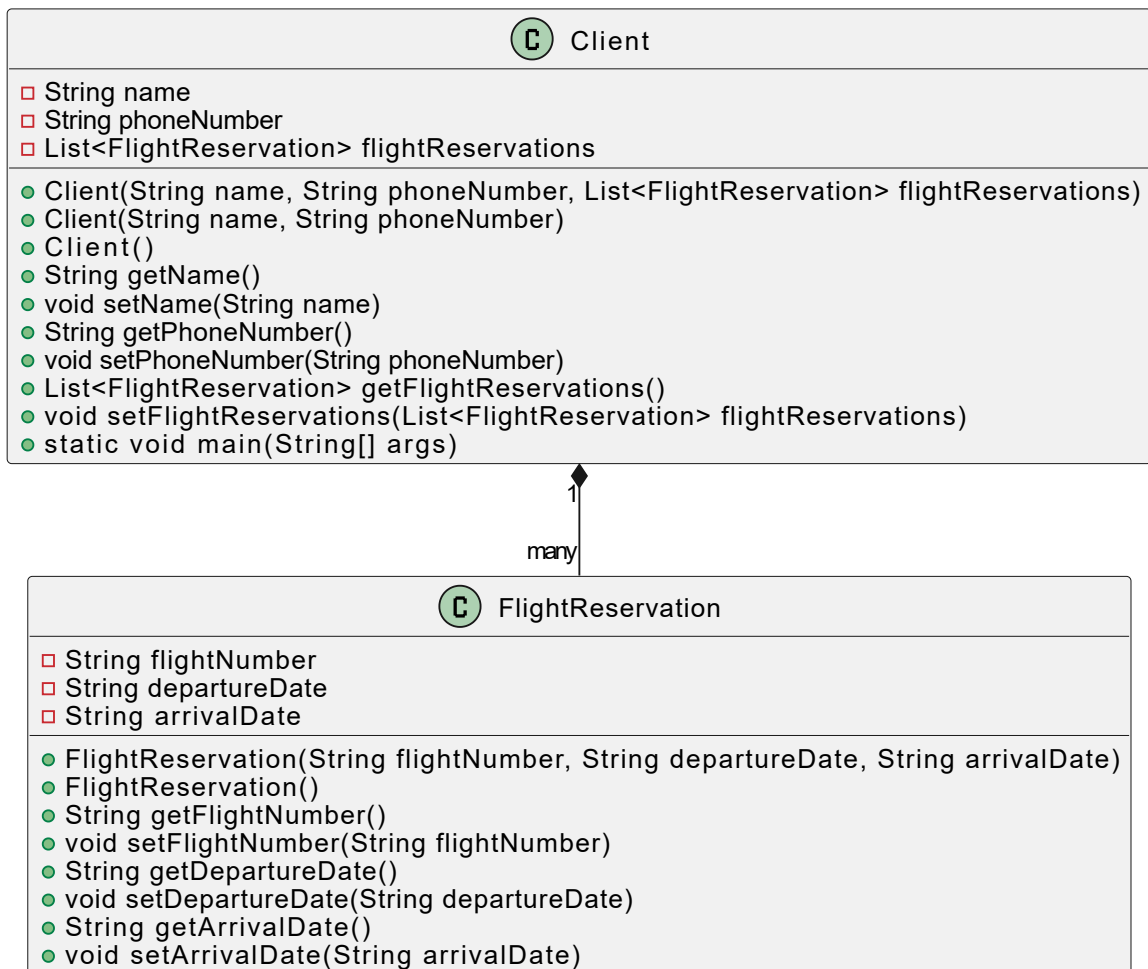 C Client
String name
String phoneNumber
List<FlightReservation> flightReservations
Client(String name, String phoneNumber, List<FlightReservation> flightReservations)
Client(String name, String phoneNumber)
Client()
String getName()
void setName(String name)
String getPhoneNumber()
void setPhoneNumber(String phoneNumber)
List<FlightReservation> getFlightReservations()
void setFlightReservations(List<FlightReservation> flightReservations)
static void main(String[] args)
1
many
C FlightReservation
String flightNumber
String departureDate
String arrivalDate
FlightReservation(String flightNumber, String departureDate, String arrivalDate)
FlightReservation()
String getFlightNumber()
void setFlightNumber(String flightNumber)
String getDepartureDate()
void setDepartureDate(String departureDate)
String getArrivalDate()
void setArrivalDate(String arrivalDate)